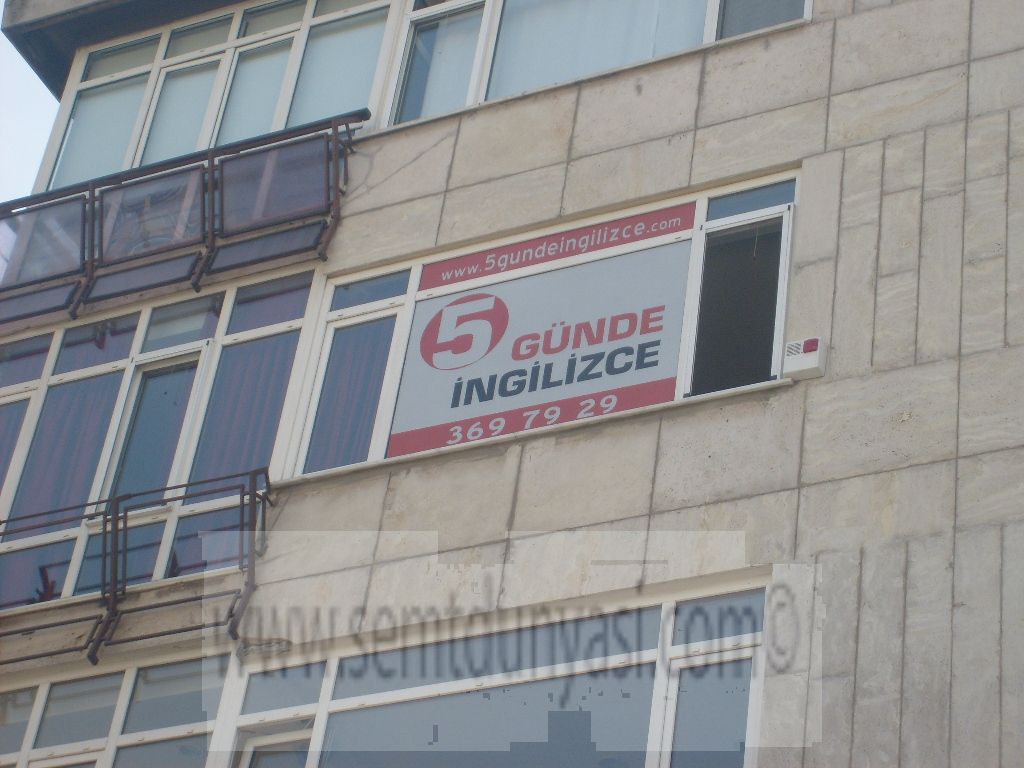 www.5gundeingilizce.com
5 GÜNDE
İNGİLİZCE
369 79 29
www.semtdunyasi.com©